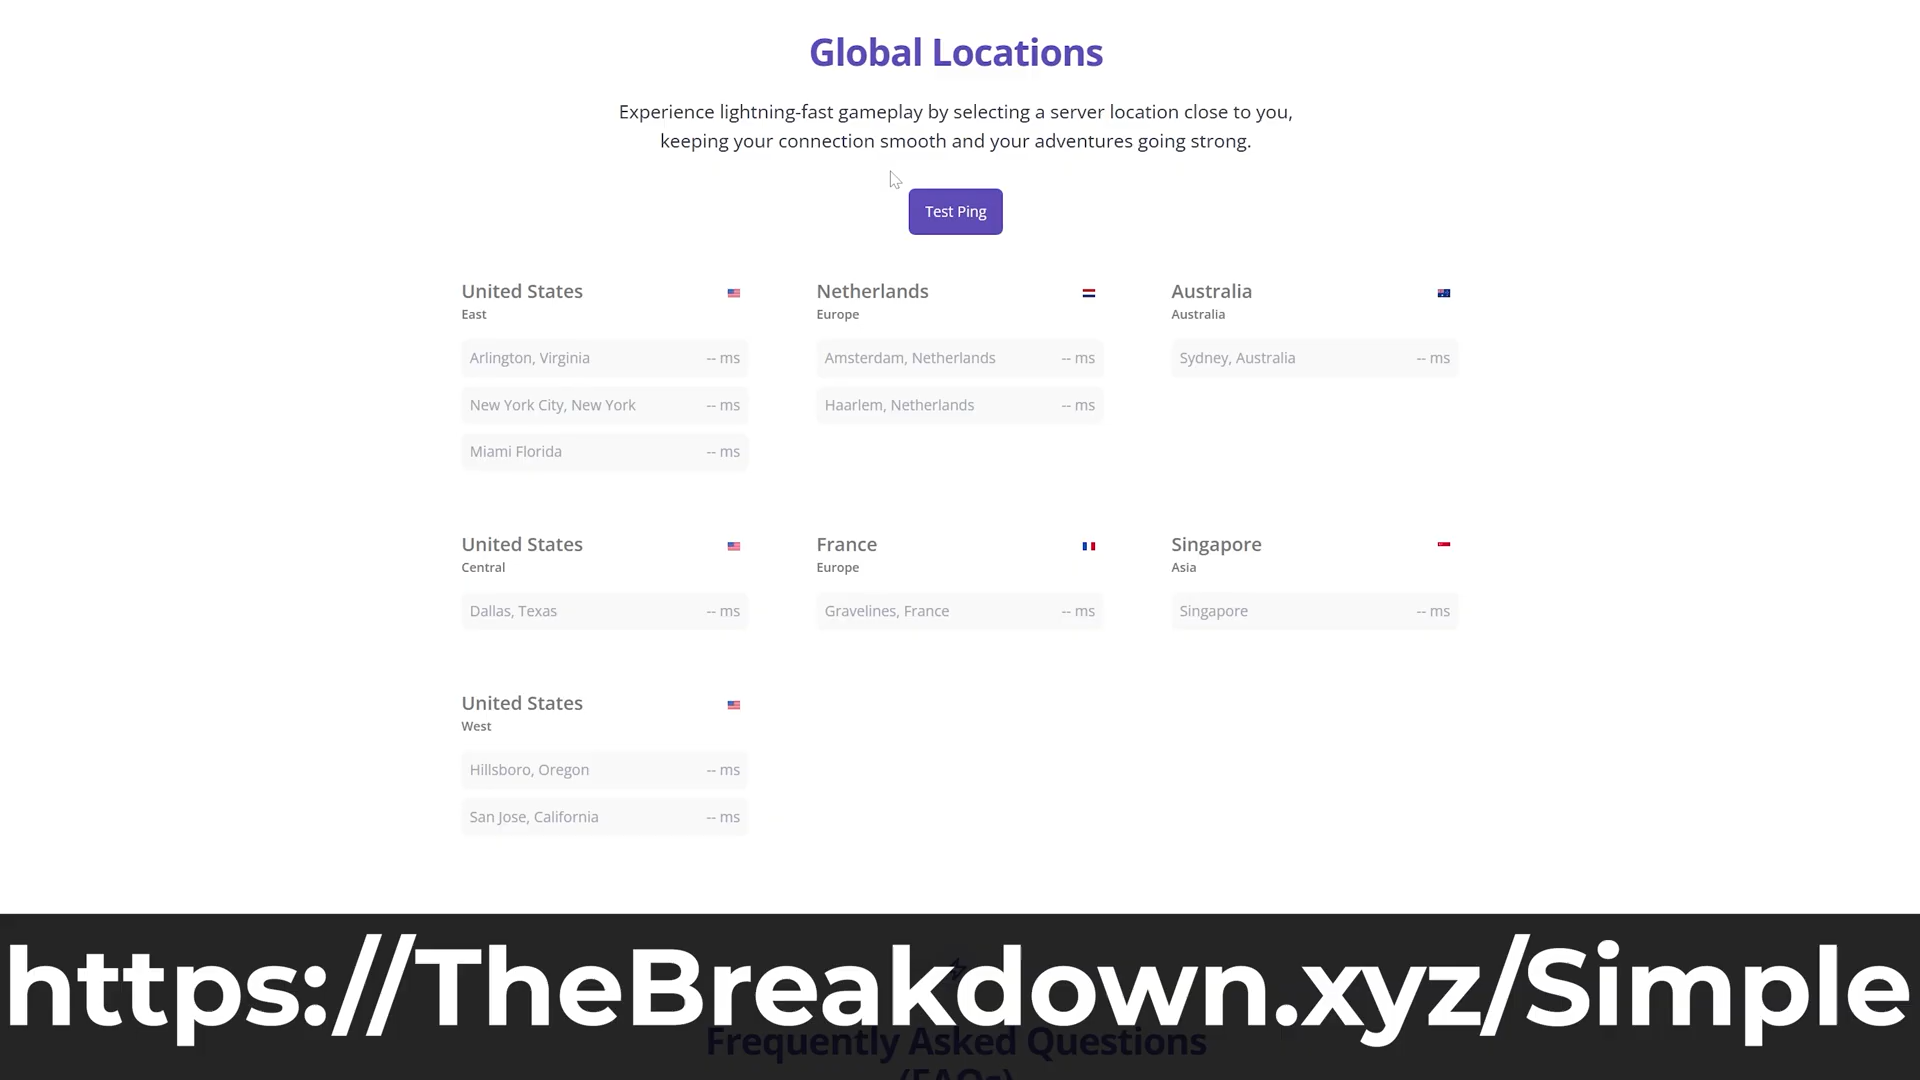 Global Locations
Experience lightning-fast gameplay by selecting a server location close to you,
keeping your connection smooth and your adventures going strong.
Test Ping
United States
East
Arlington, Virginia -- ms
New York City, New York -- ms
Miami Florida -- ms
Netherlands
Europe
Amsterdam, Netherlands -- ms
Haarlem, Netherlands -- ms
Australia
Australia
Sydney, Australia -- ms
United States
Central
Dallas, Texas -- ms
France
Europe
Gravelines, France -- ms
Singapore
Asia
Singapore -- ms
United States
West
Hillsboro, Oregon -- ms
San Jose, California -- ms
https://TheBreakdown.xyz/Simple
Frequently Asked Questions
(FAQs)